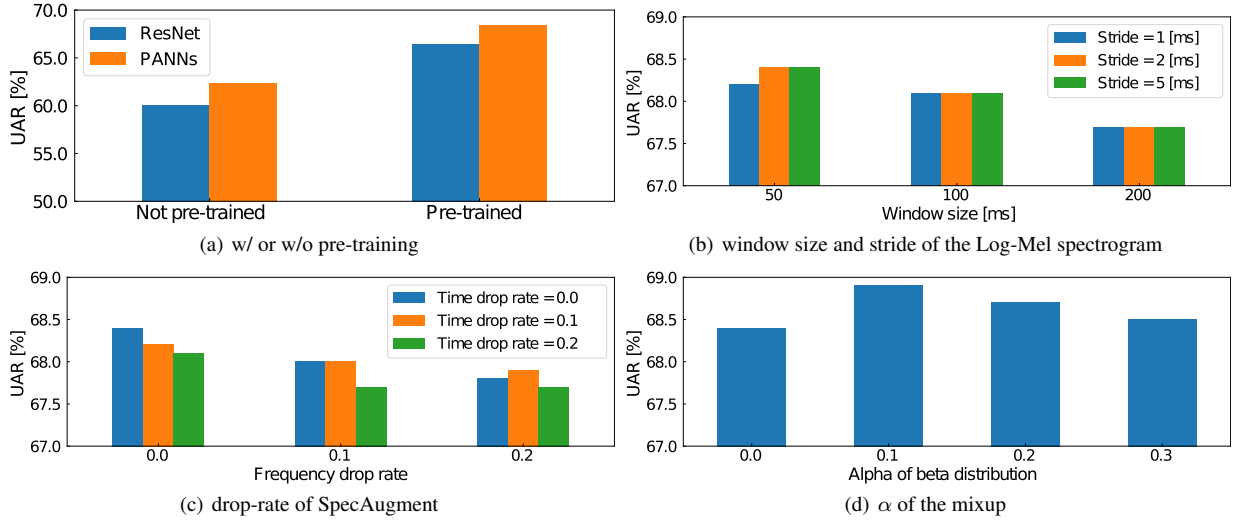 70.0
65.0
60.0
55.0
50.0
UAR [%]
ResNet
PANNs
Not pre-trained
Pre-trained
(a) w/ or w/o pre-training
69.0
68.5
68.0
67.5
67.0
UAR [%]
Stride = 1 [ms]
Stride = 2 [ms]
Stride = 5 [ms]
50
100
200
Window size [ms]
(b) window size and stride of the Log-Mel spectrogram
69.0
68.5
68.0
67.5
67.0
UAR [%]
Time drop rate = 0.0
Time drop rate = 0.1
Time drop rate = 0.2
0.0
0.1
0.2
Frequency drop rate
(c) drop-rate of SpecAugment
69.0
68.5
68.0
67.5
67.0
UAR [%]
0.0
0.1
0.2
0.3
Alpha of beta distribution
(d) α of the mixup